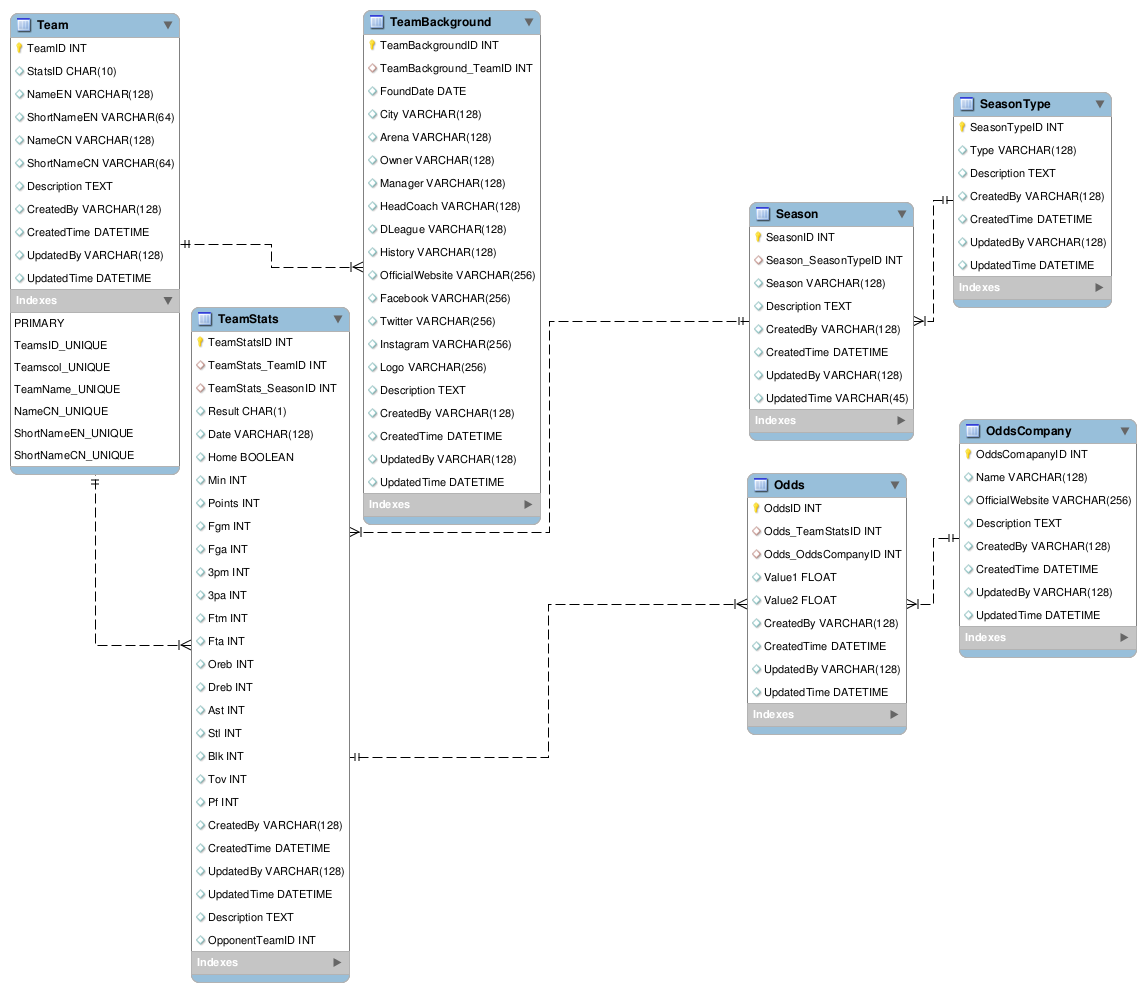 Team
TeamID INT
StatsID CHAR(10)
NameEN VARCHAR(128)
ShortNameEN VARCHAR(64)
NameCN VARCHAR(128)
ShortNameCN VARCHAR(64)
Description TEXT
CreatedBy VARCHAR(128)
CreatedTime DATETIME
UpdatedBy VARCHAR(128)
UpdatedTime DATETIME
Indexes
PRIMARY
TeamsID_UNIQUE
Teamscol_UNIQUE
TeamName_UNIQUE
NameCN_UNIQUE
ShortNameEN_UNIQUE
ShortNameCN_UNIQUE
TeamBackground
TeamBackgroundID INT
TeamBackground_TeamID INT
FoundDate DATE
City VARCHAR(128)
Arena VARCHAR(128)
Owner VARCHAR(128)
Manager VARCHAR(128)
HeadCoach VARCHAR(128)
DLeague VARCHAR(128)
History VARCHAR(128)
OfficialWebsite VARCHAR(256)
Facebook VARCHAR(256)
Twitter VARCHAR(256)
Instagram VARCHAR(256)
Logo VARCHAR(256)
Description TEXT
CreatedBy VARCHAR(128)
CreatedTime DATETIME
UpdatedBy VARCHAR(128)
UpdatedTime DATETIME
Indexes
TeamStats
TeamStatsID INT
TeamStats_TeamID INT
TeamStats_SeasonID INT
Result CHAR(1)
Date VARCHAR(128)
Home BOOLEAN
Min INT
Points INT
Fgm INT
Fga INT
3pm INT
3pa INT
Ftm INT
Fta INT
Oreb INT
Dreb INT
Ast INT
Stl INT
Blk INT
Tov INT
Pf INT
CreatedBy VARCHAR(128)
CreatedTime DATETIME
UpdatedBy VARCHAR(128)
UpdatedTime DATETIME
Description TEXT
OpponentTeamID INT
Indexes
Season
SeasonID INT
Season_SeasonTypeID INT
Season VARCHAR(128)
Description TEXT
CreatedBy VARCHAR(128)
CreatedTime DATETIME
UpdatedBy VARCHAR(128)
UpdatedTime VARCHAR(45)
Indexes
SeasonType
SeasonTypeID INT
Type VARCHAR(128)
Description TEXT
CreatedBy VARCHAR(128)
CreatedTime DATETIME
UpdatedBy VARCHAR(128)
UpdatedTime DATETIME
Indexes
Odds
OddsID INT
Odds_TeamStatsID INT
Odds_OddsCompanyID INT
Value1 FLOAT
Value2 FLOAT
CreatedBy VARCHAR(128)
CreatedTime DATETIME
UpdatedBy VARCHAR(128)
UpdatedTime DATETIME
Indexes
OddsCompany
OddsComapanyID INT
Name VARCHAR(128)
OfficialWebsite VARCHAR(256)
Description TEXT
CreatedBy VARCHAR(128)
CreatedTime DATETIME
UpdatedBy VARCHAR(128)
UpdatedTime DATETIME
Indexes